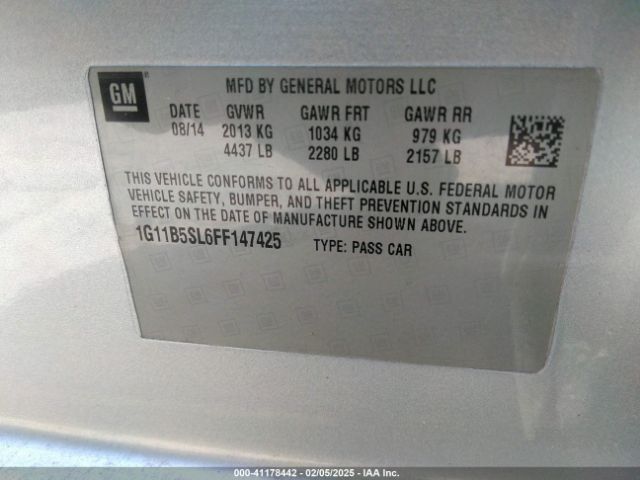 GM
MFD BY GENERAL MOTORS LLC
DATE GVWR GAWR FRT GAWR RR
08/14 2013 KG 1034 KG 979 KG
4437 LB 2280 LB 2157 LB
THIS VEHICLE CONFORMS TO ALL APPLICABLE U.S. FEDERAL MOTOR
VEHICLE SAFETY, BUMPER, AND THEFT PREVENTION STANDARDS IN
EFFECT ON THE DATE OF MANUFACTURE SHOWN ABOVE.
1G11B5SL6FF147425 TYPE: PASS CAR
000-41178442 - 02/05/2025 - IAA Inc.